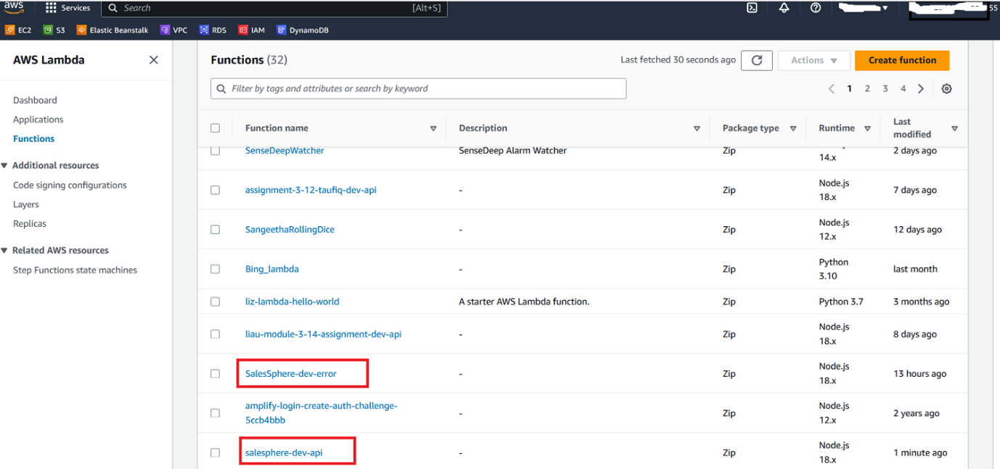 aws
Services
Search
[Alt+S]
55
EC2
S3
Elastic Beanstalk
VPC
RDS
IAM
DynamoDB
AWS Lambda
Dashboard
Applications
Functions
Additional resources
Code signing configurations
Layers
Replicas
Related AWS resources
Step Functions state machines
Functions (32)
Last fetched 30 seconds ago
Actions
Create function
Filter by tags and attributes or search by keyword
1 2 3 4
Function name
Description
Package type
Runtime
Last
modified
SenseDeepWatcher
SenseDeep Alarm Watcher
Zip
14.x
2 days ago
assignment-3-12-taufiq-dev-api
-
Zip
Node.js
18.x
7 days ago
SangeethaRollingDice
-
Zip
Node.js
12.x
12 days ago
Bing_lambda
-
Zip
Python
3.10
last month
liz-lambda-hello-world
A starter AWS Lambda function.
Zip
Python 3.7
3 months ago
liau-module-3-14-assignment-dev-api
-
Zip
Node.js
18.x
8 days ago
SalesSphere-dev-error
-
Zip
Node.js
18.x
13 hours ago
amplify-login-create-auth-challenge-
5ccb4bbb
-
Zip
Node.js
12.x
2 years ago
salesphere-dev-api
-
Zip
Node.js
18.x
1 minute ago